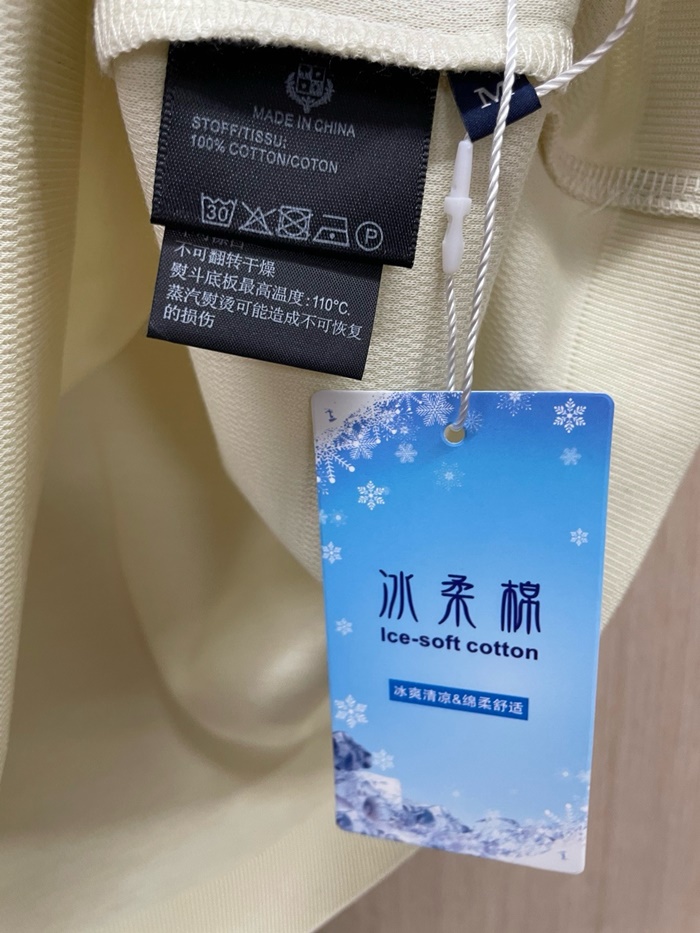 MADE IN CHINA
STOFF/TISSU:
100% COTTON/COTON
30
P
M
不可翻转干燥
熨斗底板最高温度:110°C.
蒸汽熨烫可能造成不可恢复
的损伤
冰柔棉
Ice-soft cotton
冰爽清凉&绵柔舒适